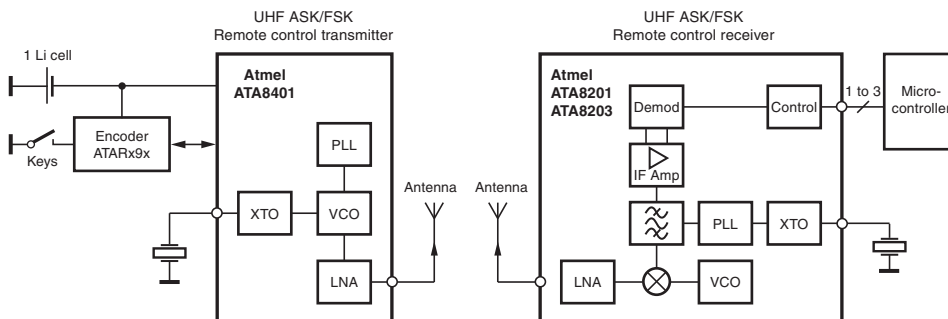 UHF ASK/FSK
Remote control transmitter
1 Li cell
Atmel
ATA8401
Encoder
ATARx9x
Keys
PLL
XTO
VCO
LNA
Antenna
UHF ASK/FSK
Remote control receiver
Antenna
Atmel
ATA8201
ATA8203
Demod
Control
1 to 3
Micro-
controller
IF Amp
PLL
XTO
LNA
VCO